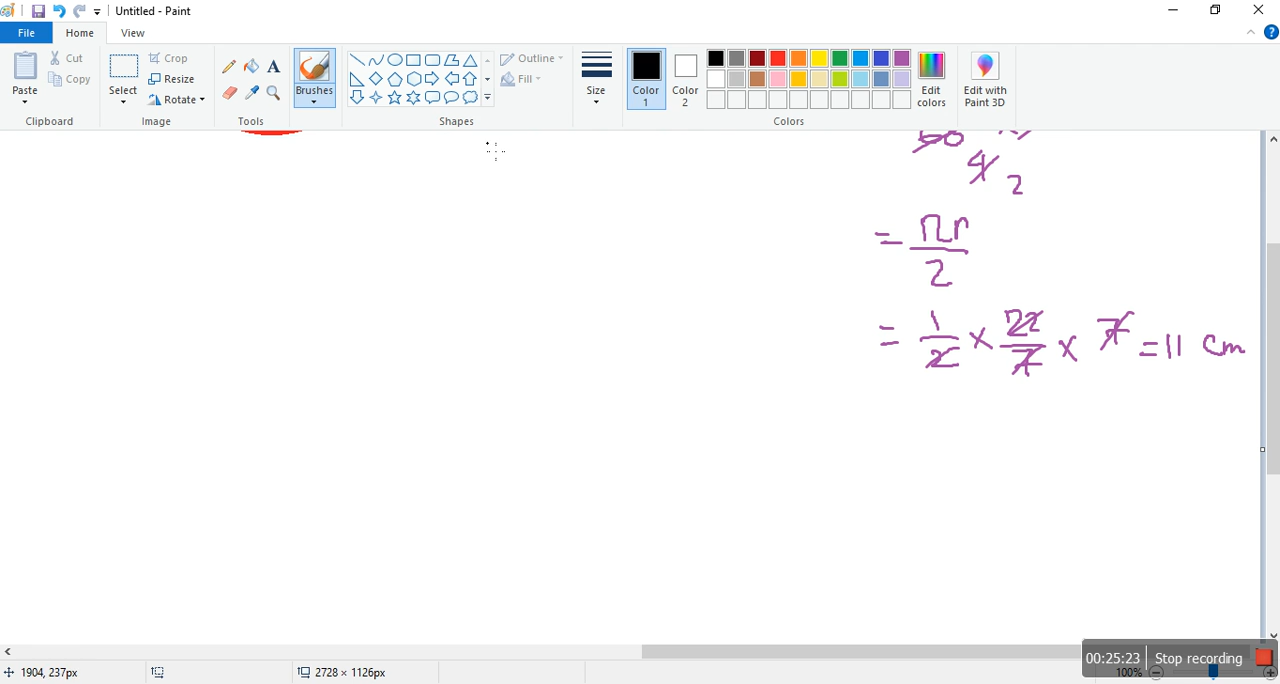 Untitled - Paint
File Home View
Paste Cut Copy
Clipboard
Select Crop Resize Rotate
Image
A
Tools
Brushes
Outline Fill
Shapes
Size
Color 1
Color 2
Edit colors
Colors
Edit with Paint 3D
4 2
= πr
2
= 1/2 × 22/7 × 7 = 11 cm
1904, 237px
2728 × 1126px
00:25:23 Stop recording
100%